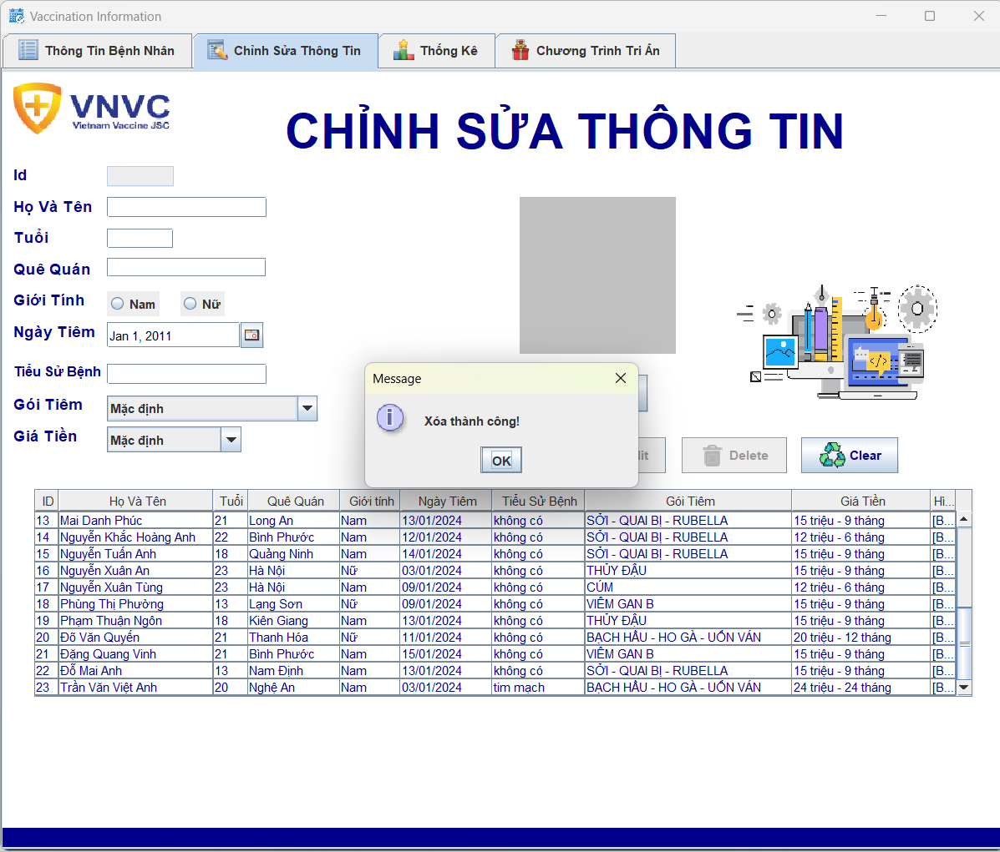 Vaccination Information
Thông Tin Bệnh Nhân
Chỉnh Sửa Thông Tin
Thống Kê
Chương Trình Tri Ân
VNVC
Vietnam Vaccine JSC
CHỈNH SỬA THÔNG TIN
Id
Họ Và Tên
Tuổi
Quê Quán
Giới Tính Nam Nữ
Ngày Tiêm Jan 1, 2011
Tiểu Sử Bệnh
Gói Tiêm Mặc định
Giá Tiền Mặc định
Message
Xóa thành công!
OK
Delete
Clear
ID Họ Và Tên Tuổi Quê Quán Giới tính Ngày Tiêm Tiểu Sử Bệnh Gói Tiêm Giá Tiền Hì...
13 Mai Danh Phúc 21 Long An Nam 13/01/2024 không có SỞI - QUAI BỊ - RUBELLA 15 triệu - 9 tháng [B...
14 Nguyễn Khắc Hoàng Anh 22 Bình Phước Nam 12/01/2024 không có SỞI - QUAI BỊ - RUBELLA 12 triệu - 6 tháng [B...
15 Nguyễn Tuấn Anh 18 Quảng Ninh Nam 14/01/2024 không có SỞI - QUAI BỊ - RUBELLA 15 triệu - 9 tháng [B...
16 Nguyễn Xuân An 23 Hà Nội Nữ 03/01/2024 không có THỦY ĐẬU 15 triệu - 9 tháng [B...
17 Nguyễn Xuân Tùng 23 Hà Nội Nam 09/01/2024 không có CÚM 12 triệu - 6 tháng [B...
18 Phùng Thị Phường 13 Lạng Sơn Nữ 09/01/2024 không có VIÊM GAN B 15 triệu - 9 tháng [B...
19 Phạm Thuận Ngôn 18 Kiên Giang Nam 13/01/2024 không có THỦY ĐẬU 15 triệu - 9 tháng [B...
20 Đỗ Văn Quyến 21 Thanh Hóa Nữ 11/01/2024 không có BẠCH HẦU - HO GÀ - UỐN VÁN 20 triệu - 12 tháng [B...
21 Đặng Quang Vinh 21 Bình Phước Nam 15/01/2024 không có VIÊM GAN B 15 triệu - 9 tháng [B...
22 Đỗ Mai Anh 13 Nam Định Nam 13/01/2024 không có SỞI - QUAI BỊ - RUBELLA 15 triệu - 9 tháng [B...
23 Trần Văn Việt Anh 20 Nghệ An Nam 03/01/2024 tim mạch BẠCH HẦU - HO GÀ - UỐN VÁN 24 triệu - 24 tháng [B...